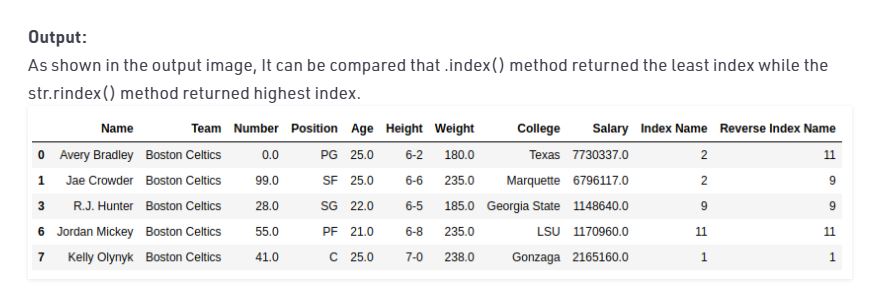 Output:
As shown in the output image, It can be compared that .index() method returned the least index while the
str.rindex() method returned highest index.
Name Team Number Position Age Height Weight College Salary Index Name Reverse Index Name
0 Avery Bradley Boston Celtics 0.0 PG 25.0 6-2 180.0 Texas 7730337.0 2 11
1 Jae Crowder Boston Celtics 99.0 SF 25.0 6-6 235.0 Marquette 6796117.0 2 9
3 R.J. Hunter Boston Celtics 28.0 SG 22.0 6-5 185.0 Georgia State 1148640.0 9 9
6 Jordan Mickey Boston Celtics 55.0 PF 21.0 6-8 235.0 LSU 1170960.0 11 11
7 Kelly Olynyk Boston Celtics 41.0 C 25.0 7-0 238.0 Gonzaga 2165160.0 1 1